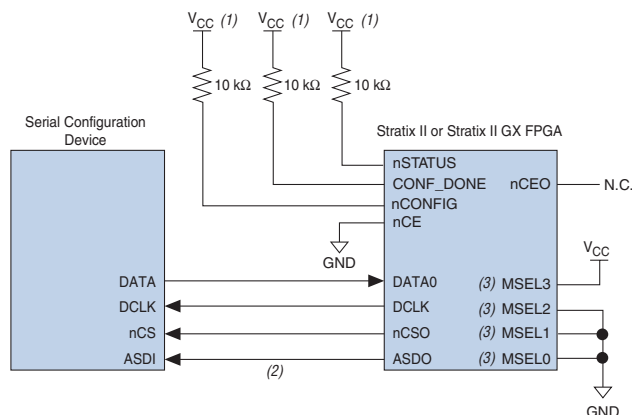 VCC (1) VCC (1) VCC (1)
10 kΩ 10 kΩ 10 kΩ
Serial Configuration
Device
Stratix II or Stratix II GX FPGA
nSTATUS
CONF_DONE nCEO N.C.
nCONFIG
nCE
GND
VCC
DATA DATA0 (3) MSEL3
DCLK DCLK (3) MSEL2
nCS nCSO (3) MSEL1
ASDI (2) ASDO (3) MSEL0
GND